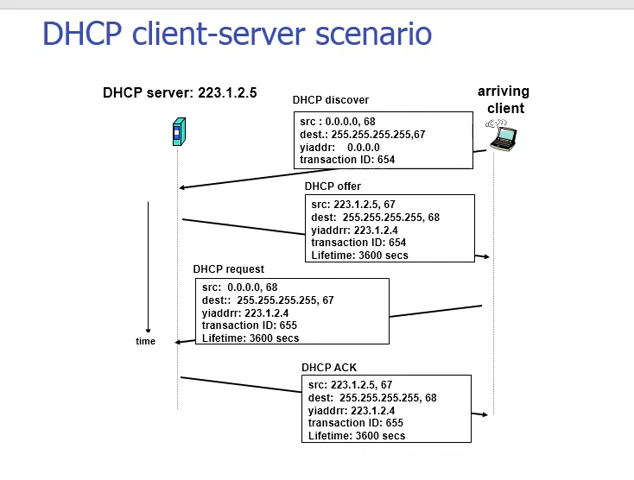 DHCP client-server scenario
DHCP server: 223.1.2.5
arriving
client
DHCP discover
src : 0.0.0.0, 68
dest.: 255.255.255.255,67
yiaddr: 0.0.0.0
transaction ID: 654
DHCP offer
src: 223.1.2.5, 67
dest: 255.255.255.255, 68
yiaddrr: 223.1.2.4
transaction ID: 654
Lifetime: 3600 secs
DHCP request
src: 0.0.0.0, 68
dest:: 255.255.255.255, 67
yiaddrr: 223.1.2.4
transaction ID: 655
Lifetime: 3600 secs
time
DHCP ACK
src: 223.1.2.5, 67
dest: 255.255.255.255, 68
yiaddrr: 223.1.2.4
transaction ID: 655
Lifetime: 3600 secs